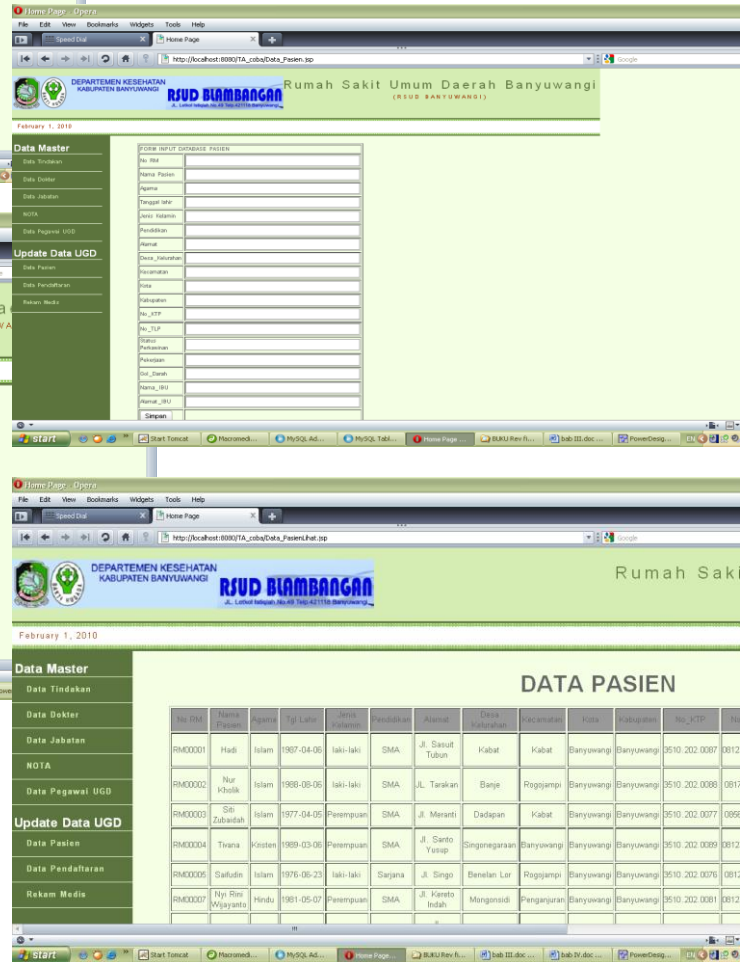 Home Page - Opera
File Edit View Bookmarks Widgets Tools Help
Speed Dial Home Page
http://localhost:8080/TA_coba/Data_Pasien.jsp Google
DEPARTEMEN KESEHATAN
KABUPATEN BANYUWANGI
RSUD BLAMBANGAN
Rumah Sakit Umum Daerah Banyuwangi
(RSUD BANYUWANGI)
February 1, 2010
Data Master
Data Tindakan
Data Dokter
Data Jabatan
NOTA
Data Pegawai UGD
Update Data UGD
Data Pasien
Data Pendaftaran
Rekam Medis
FORM INPUT DATABASE PASIEN
No RM
Nama Pasien
Agama
Tanggal lahir
Jenis Kelamin
Pendidikan
Alamat
Desa_Kelurahan
Kecamatan
Kota
Kabupaten
No_KTP
No_TLP
Status Perkawinan
Pekerjaan
Gol_Darah
Nama_IBU
Alamat_IBU
Simpan
start Start Tomcat Macromedi... MySQL Ad... MySQL Tabl... Home Page ... BUKU Rev fi... bab III.doc ... PowerDesig... EN
Home Page - Opera
File Edit View Bookmarks Widgets Tools Help
Speed Dial Home Page
http://localhost:8080/TA_coba/Data_PasienLihat.jsp Google
DEPARTEMEN KESEHATAN
KABUPATEN BANYUWANGI
RSUD BLAMBANGAN
Rumah Saki
February 1, 2010
Data Master
Data Tindakan
Data Dokter
Data Jabatan
NOTA
Data Pegawai UGD
Update Data UGD
Data Pasien
Data Pendaftaran
Rekam Medis
DATA PASIEN
No RM Nama Pasien Agama Tgl Lahir Jenis Kelamin Pendidikan Alamat Desa Kelurahan Kecamatan Kota Kabupaten No_KTP No
RM00001 Hadi Islam 1987-04-06 laki-laki SMA Jl. Sasuit Tubun Kabat Kabat Banyuwangi Banyuwangi 3510.202.0087 0812
RM00002 Nur Kholik Islam 1988-08-06 laki-laki SMA JL. Tarakan Banje Rogojampi Banyuwangi Banyuwangi 3510.202.0088 0817
RM00003 Siti Zubaidah Islam 1977-04-05 Perempuan SMA Jl. Meranti Dadapan Kabat Banyuwangi Banyuwangi 3510.202.0077
RM00004 Tivana Kristen 1989-03-06 Perempuan SMA Jl. Santo Yusup Singonegaraan Banyuwangi Banyuwangi Banyuwangi 3510.202.0089 0812
RM00005 Saifudin Islam 1976-06-23 laki-laki Sarjana Jl. Singo Benelan Lor Rogojampi Banyuwangi Banyuwangi 3510.202.0076 0812
RM00007 Nyi Rini Wijayanto Hindu 1981-05-07 Perempuan SMA Jl. Kereto Indah Mongonsidi Penganjuran Banyuwangi Banyuwangi 3510.202.0081 0812
start Start Tomcat Macromedi... MySQL Ad... Home Page... BUKU Rev fi... bab III.doc ... bab IV.doc ... PowerDesig... EN